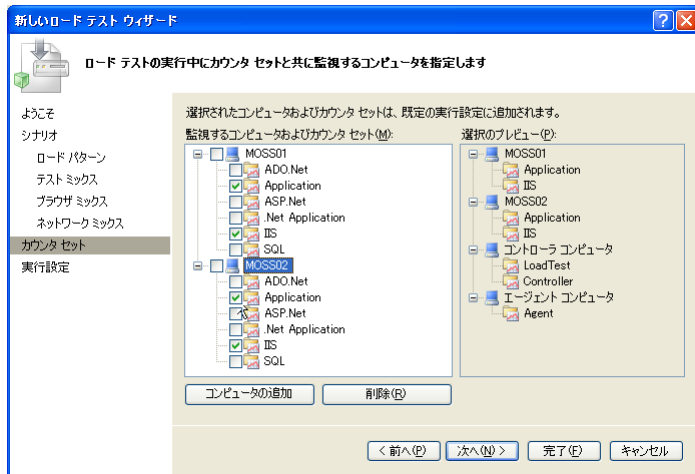 新しいロード テスト ウィザード
ロード テストの実行中にカウンタ セットと共に監視するコンピュータを指定します
ようこそ
シナリオ
ロード パターン
テスト ミックス
ブラウザ ミックス
ネットワーク ミックス
カウンタ セット
実行設定
選択されたコンピュータおよびカウンタ セットは、既定の実行設定に追加されます。
監視するコンピュータおよびカウンタ セット(M):
MOSS01
ADO.Net
Application
ASP.Net
.Net Application
IIS
SQL
MOSS02
ADO.Net
Application
ASP.Net
.Net Application
IIS
SQL
選択のプレビュー(P):
MOSS01
Application
IIS
MOSS02
Application
IIS
コントローラ コンピュータ
LoadTest
Controller
エージェント コンピュータ
Agent
コンピュータの追加
削除(R)
< 前へ(P)
次へ(N) >
完了(F)
キャンセル